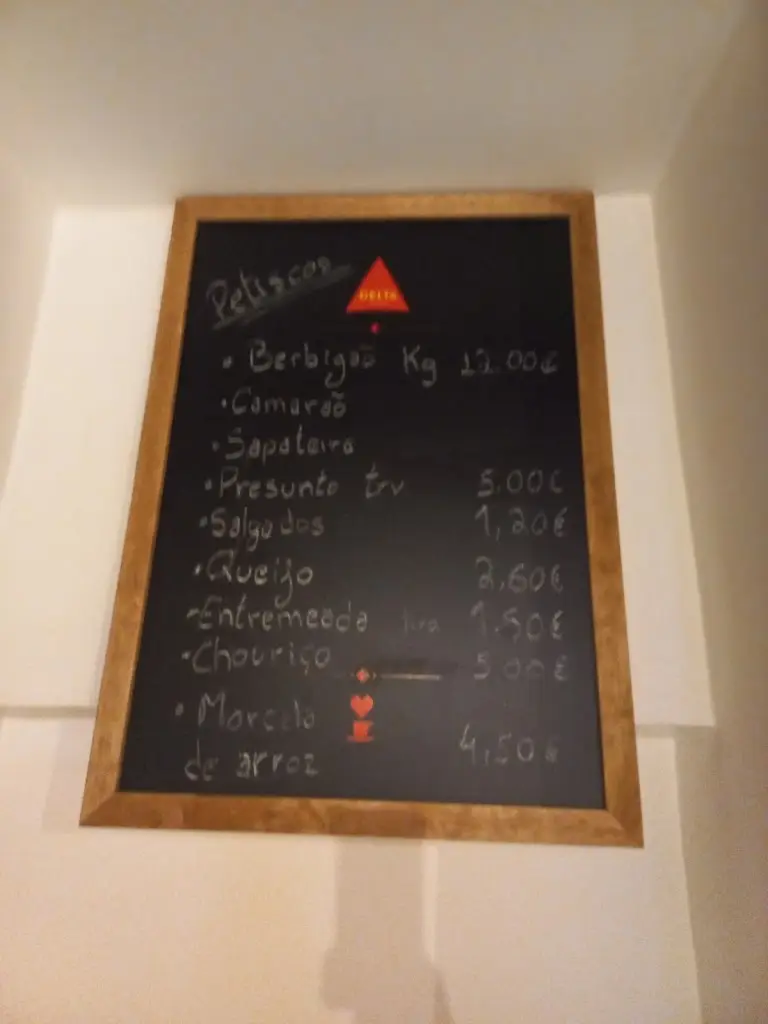 Petiscos
DELTA
• Berbigão Kg 12.00€
• Camarão
• Sapateira
• Presunto trv 5.00€
• Salgados 1,20€
• Queijo 2.60€
- Entremeada tira 1.50€
• Chouriço 5.00€
• Morcela
de arroz 4,50€